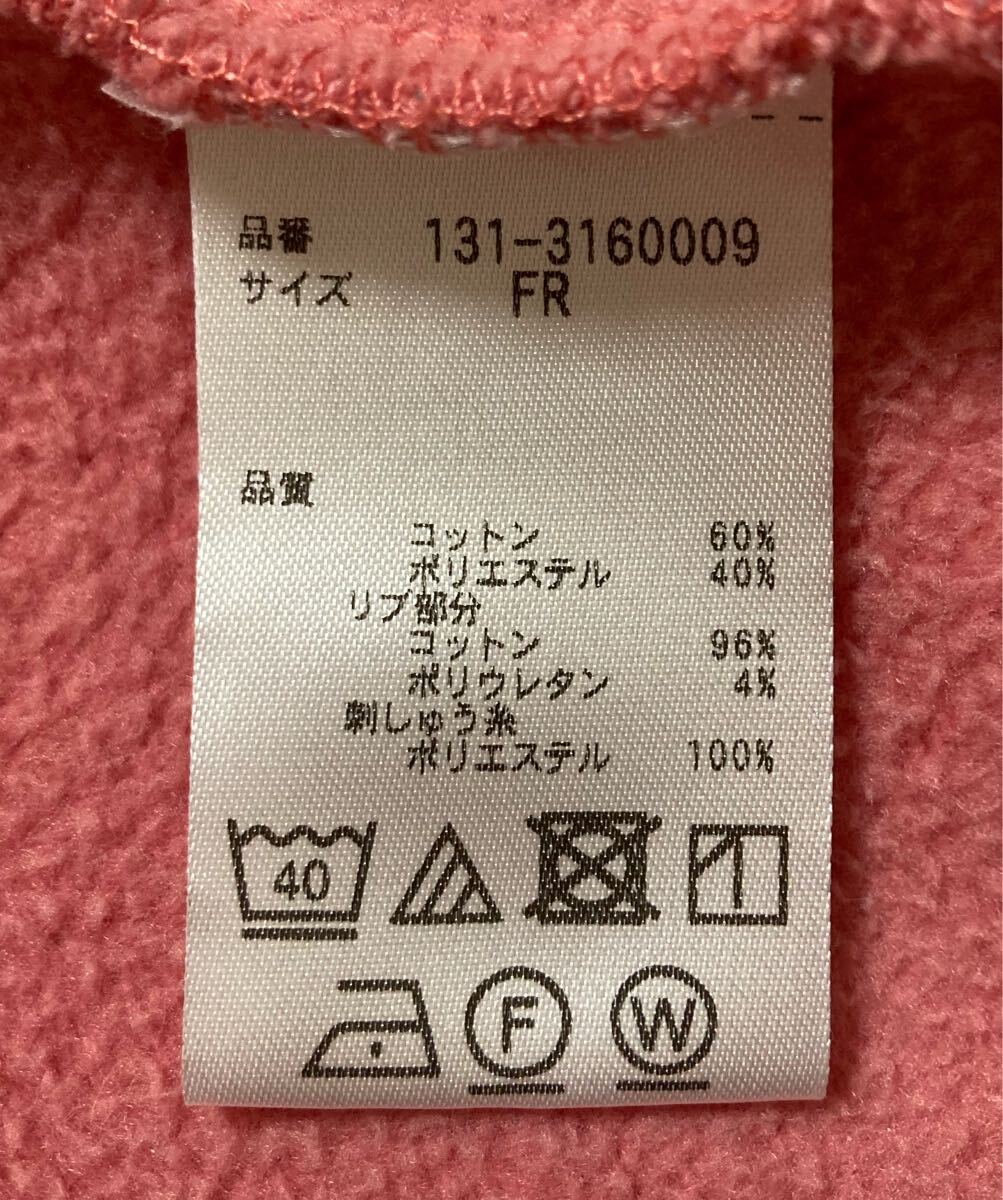 品番 131-3160009
サイズ FR
品質
コットン 60%
ポリエステル 40%
リブ部分
コットン 96%
ポリウレタン 4%
刺しゅう糸
ポリエステル 100%
40
F W